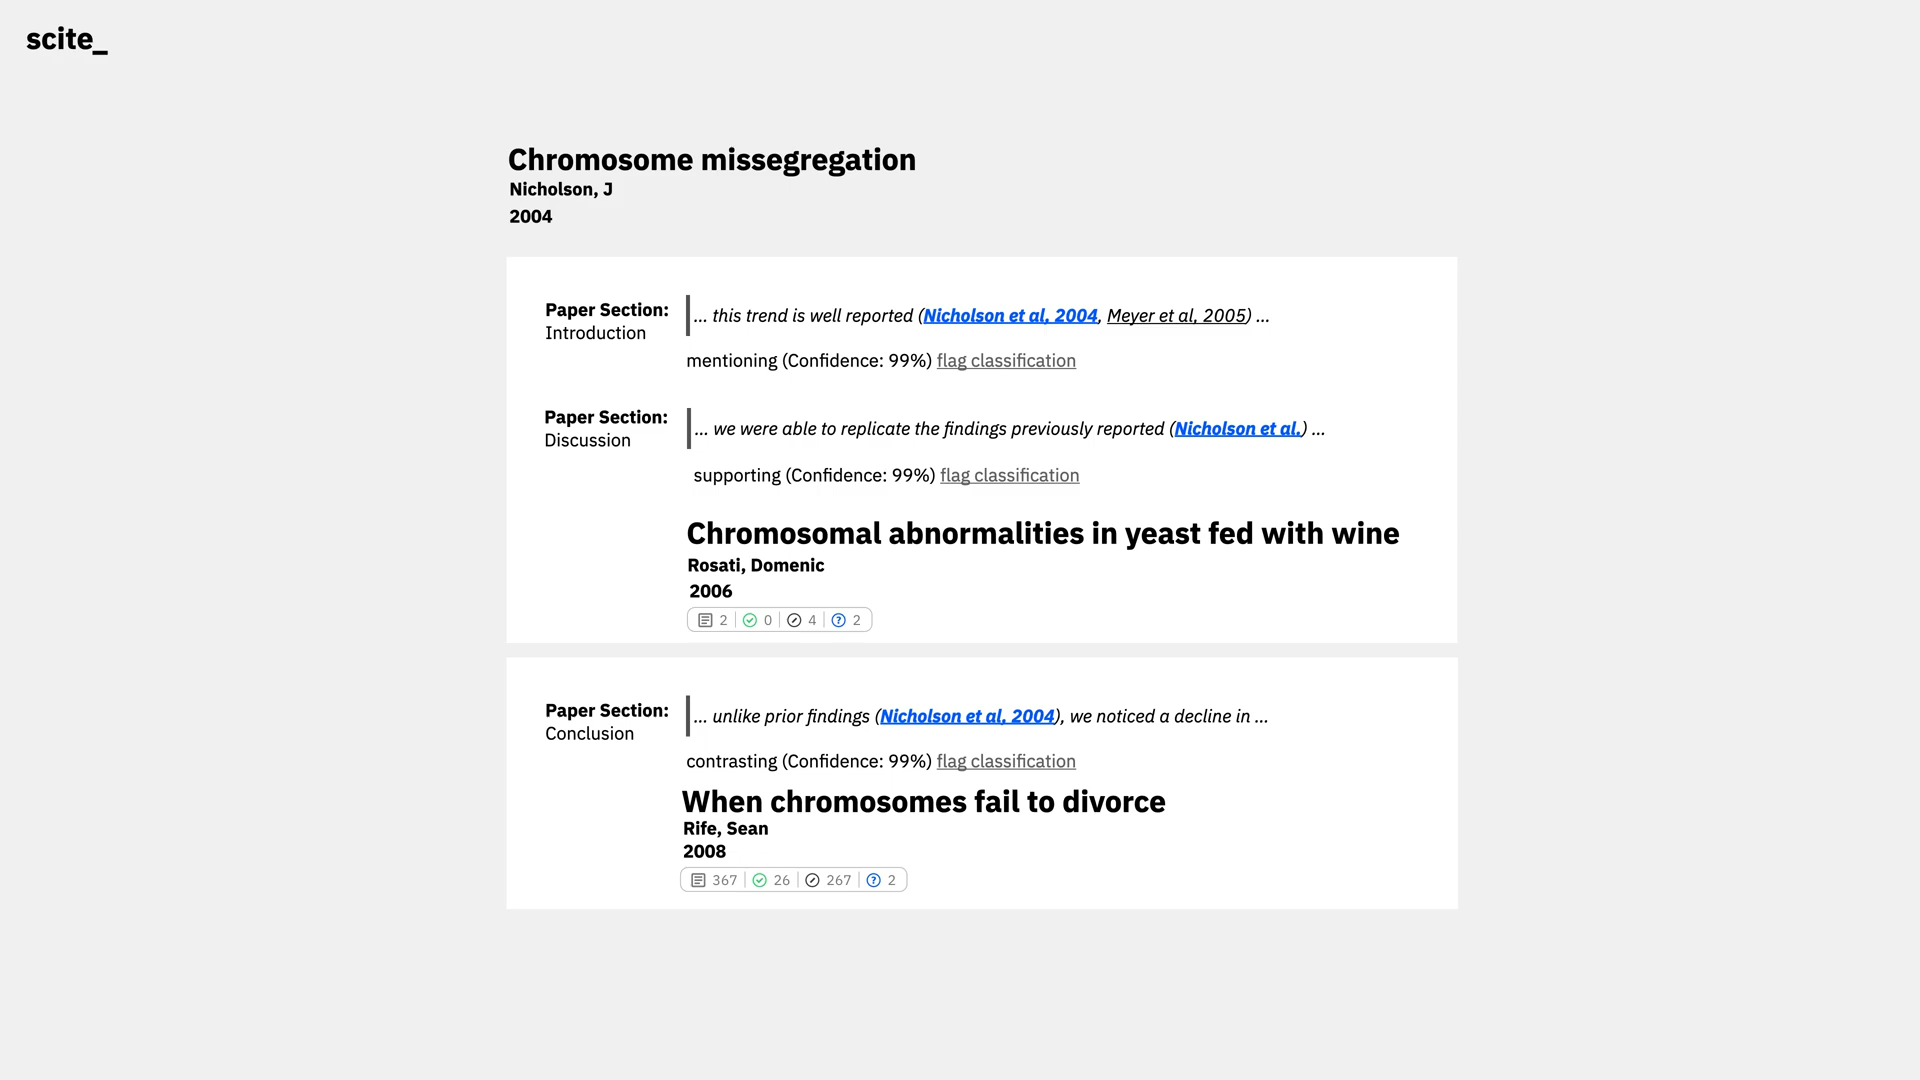 scite_
Chromosome missegregation
Nicholson, J
2004
Paper Section:
Introduction
... this trend is well reported (Nicholson et al, 2004, Meyer et al, 2005) ...
mentioning (Confidence: 99%) flag classification
Paper Section:
Discussion
... we were able to replicate the findings previously reported (Nicholson et al.) ...
supporting (Confidence: 99%) flag classification
Chromosomal abnormalities in yeast fed with wine
Rosati, Domenic
2006
2 0 4 2
Paper Section:
Conclusion
... unlike prior findings (Nicholson et al, 2004), we noticed a decline in ...
contrasting (Confidence: 99%) flag classification
When chromosomes fail to divorce
Rife, Sean
2008
367 26 267 2